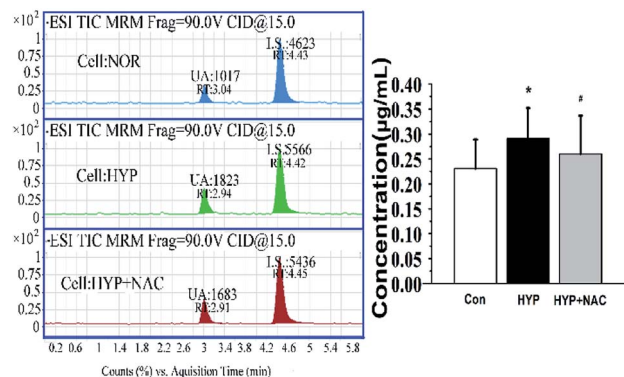 ×10²
-ESI TIC MRM Frag=90.0V CID@15.0
1
0.75
0.5
0.25
0
Cell:NOR
UA:1017
RT:3.04
I.S.:4623
RT:4.43
×10²
-ESI TIC MRM Frag=90.0V CID@15.0
1
0.75
0.5
0.25
0
Cell:HYP
UA:1823
RT:2.94
I.S.:5566
RT:4.42
×10²
-ESI TIC MRM Frag=90.0V CID@15.0
1
0.75
0.5
0.25
0
Cell:HYP+NAC
UA:1683
RT:2.91
I.S.:5436
RT:4.45
0.2 0.6 1 1.4 1.8 2.2 2.6 3 3.4 3.8 4.2 4.6 5 5.4 5.8
Counts (%) vs. Aquisition Time (min)
Concentration(µg/mL)
0.40
0.35
0.30
0.25
0.20
0.15
0.10
0.05
0.00
*
#
Con HYP HYP+NAC